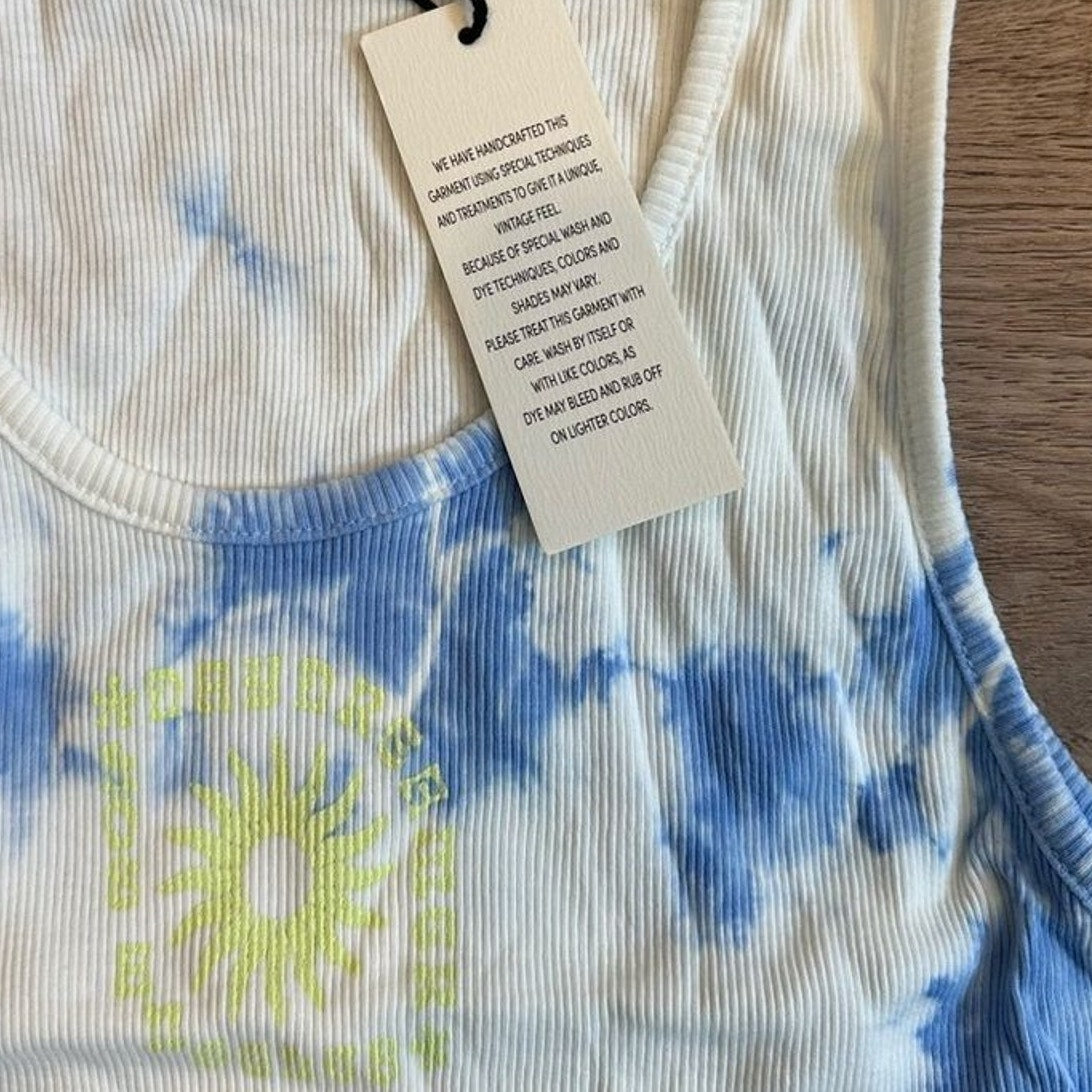 WE HAVE HANDCRAFTED THIS
GARMENT USING SPECIAL TECHNIQUES
AND TREATMENTS TO GIVE IT A UNIQUE,
VINTAGE FEEL.
BECAUSE OF SPECIAL WASH AND
DYE TECHNIQUES, COLORS AND
SHADES MAY VARY.
PLEASE TREAT THIS GARMENT WITH
CARE. WASH BY ITSELF OR
WITH LIKE COLORS, AS
DYE MAY BLEED AND RUB OFF
ON LIGHTER COLORS.